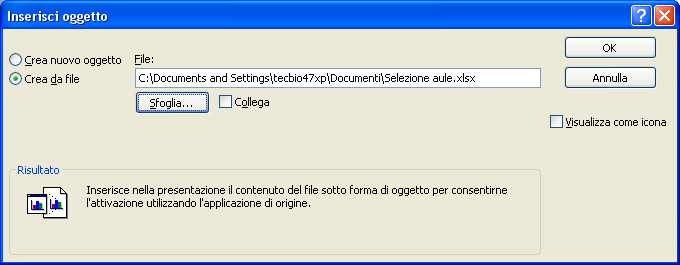 Inserisci oggetto
Crea nuovo oggetto
File:
OK
Crea da file
C:\Documents and Settings\tecbio47xp\Documenti\Selezione aule.xlsx
Annulla
Sfoglia...
Collega
Visualizza come icona
Risultato
Inserisce nella presentazione il contenuto del file sotto forma di oggetto per consentirne
l'attivazione utilizzando l'applicazione di origine.